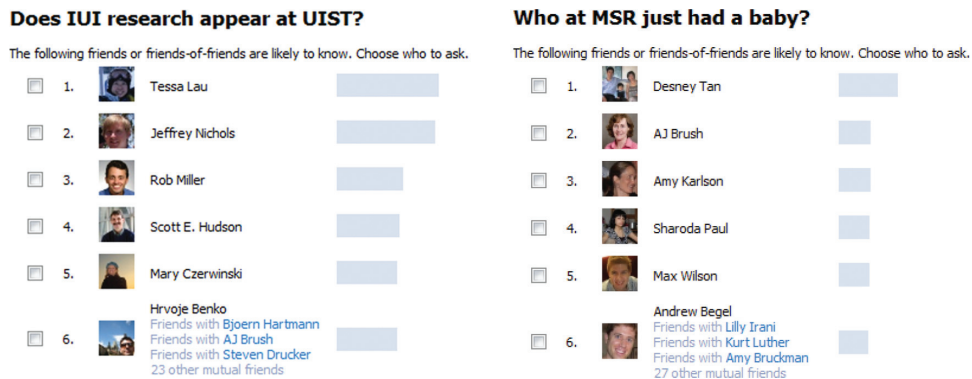 Does IUI research appear at UIST?
The following friends or friends-of-friends are likely to know. Choose who to ask.
1. Tessa Lau
2. Jeffrey Nichols
3. Rob Miller
4. Scott E. Hudson
5. Mary Czerwinski
6. Hrvoje Benko
Friends with Bjoern Hartmann
Friends with AJ Brush
Friends with Steven Drucker
23 other mutual friends
Who at MSR just had a baby?
The following friends or friends-of-friends are likely to know. Choose who to ask.
1. Desney Tan
2. AJ Brush
3. Amy Karlson
4. Sharoda Paul
5. Max Wilson
6. Andrew Begel
Friends with Lilly Irani
Friends with Kurt Luther
Friends with Amy Bruckman
27 other mutual friends